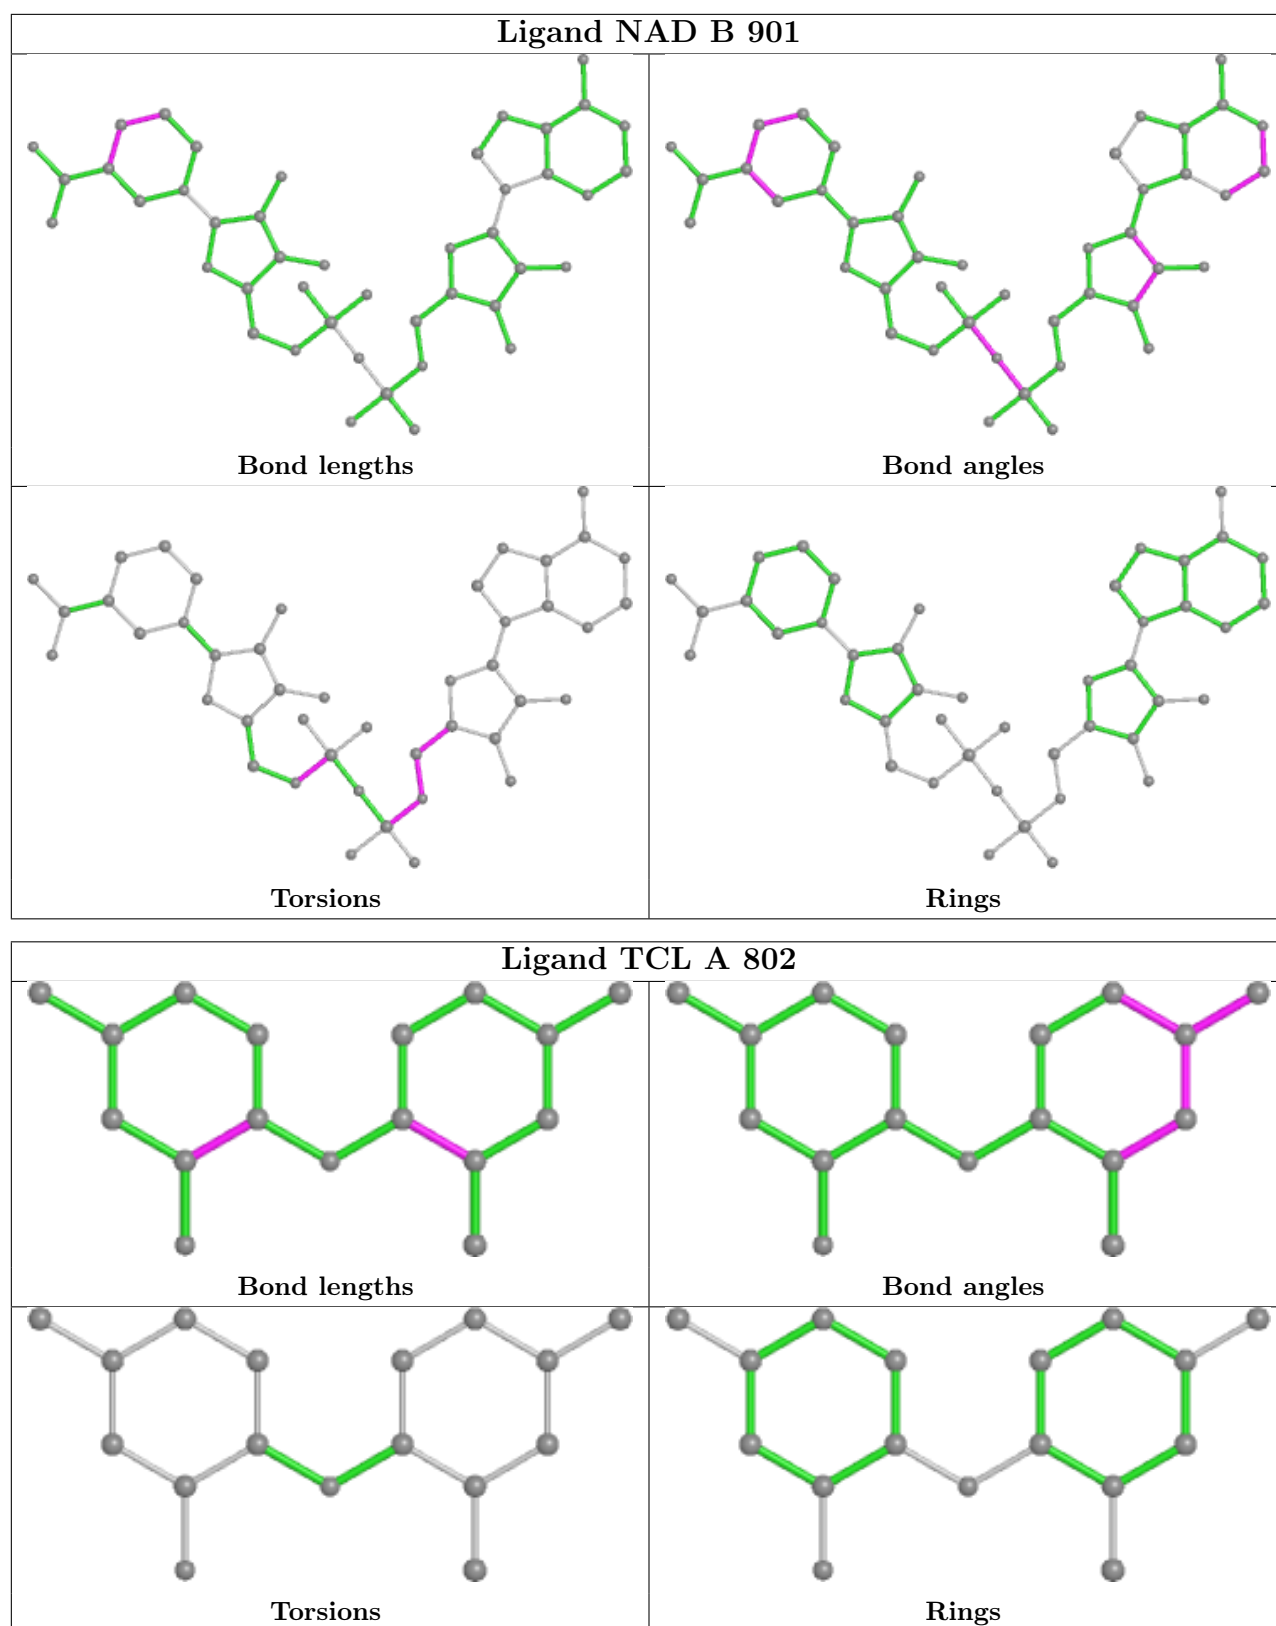 Ligand NAD B 901
Bond lengths
Bond angles
Torsions
Rings
Ligand TCL A 802
Bond lengths
Bond angles
Torsions
Rings